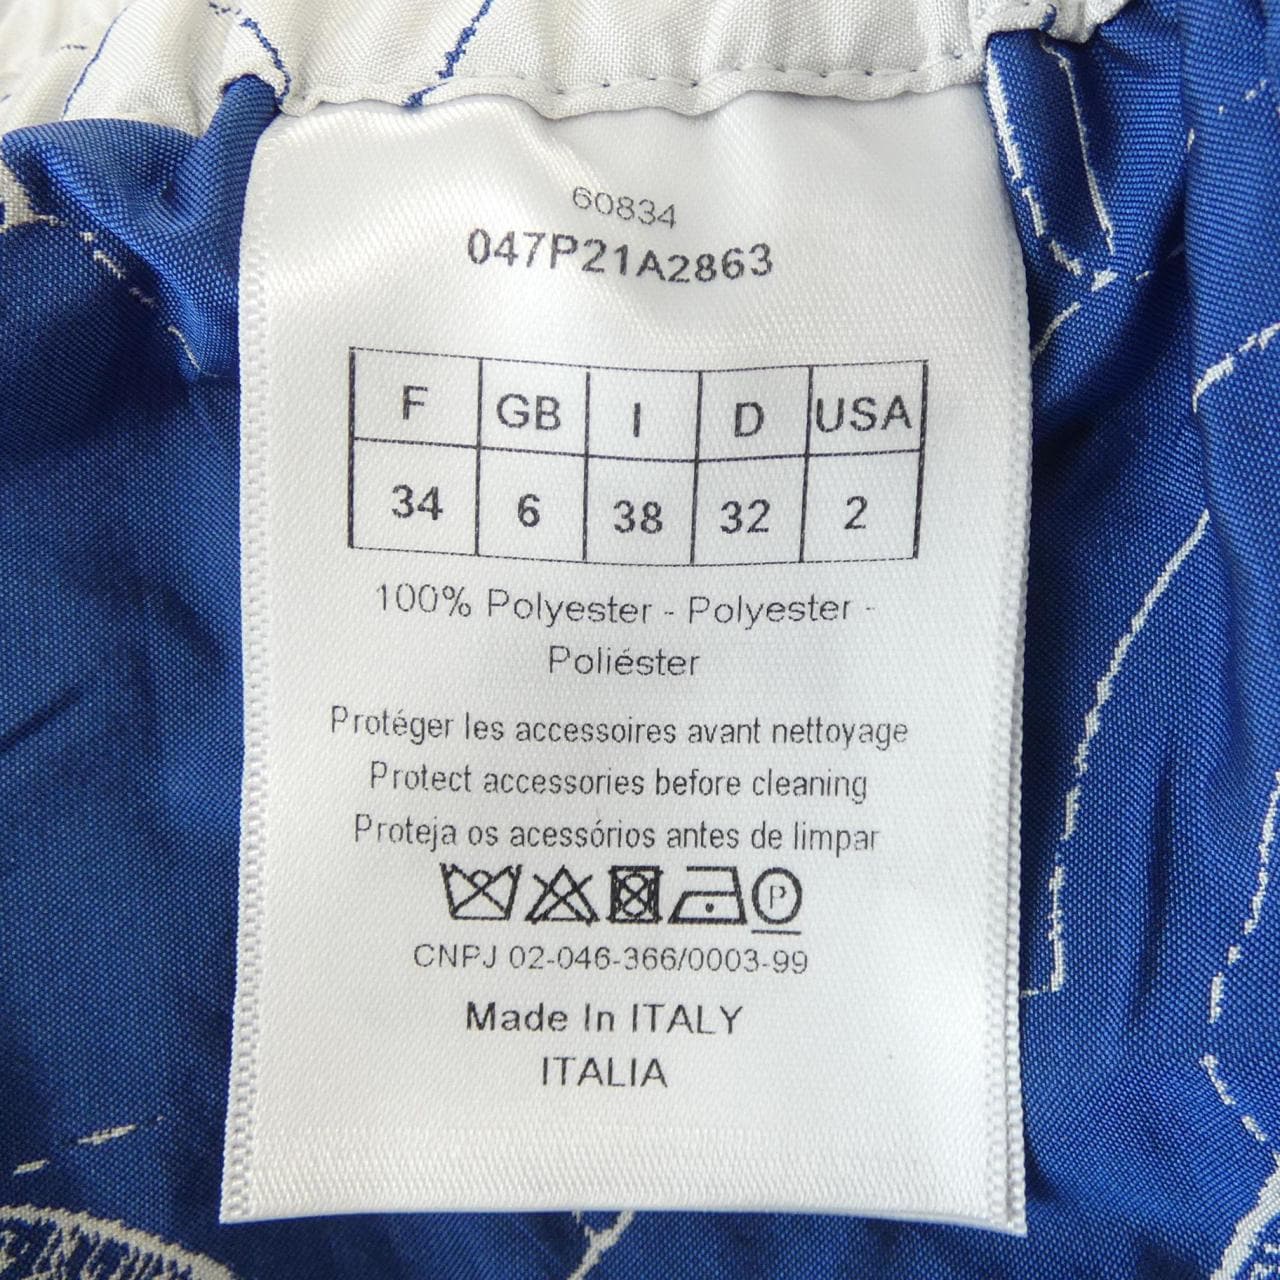 60834
047P21A2863
F GB I D USA
34 6 38 32 2
100% Polyester - Polyester -
Poliéster
Protéger les accessoires avant nettoyage
Protect accessories before cleaning
Proteja os acessórios antes de limpar
P
CNPJ 02-046-366/0003-99
Made In ITALY
ITALIA